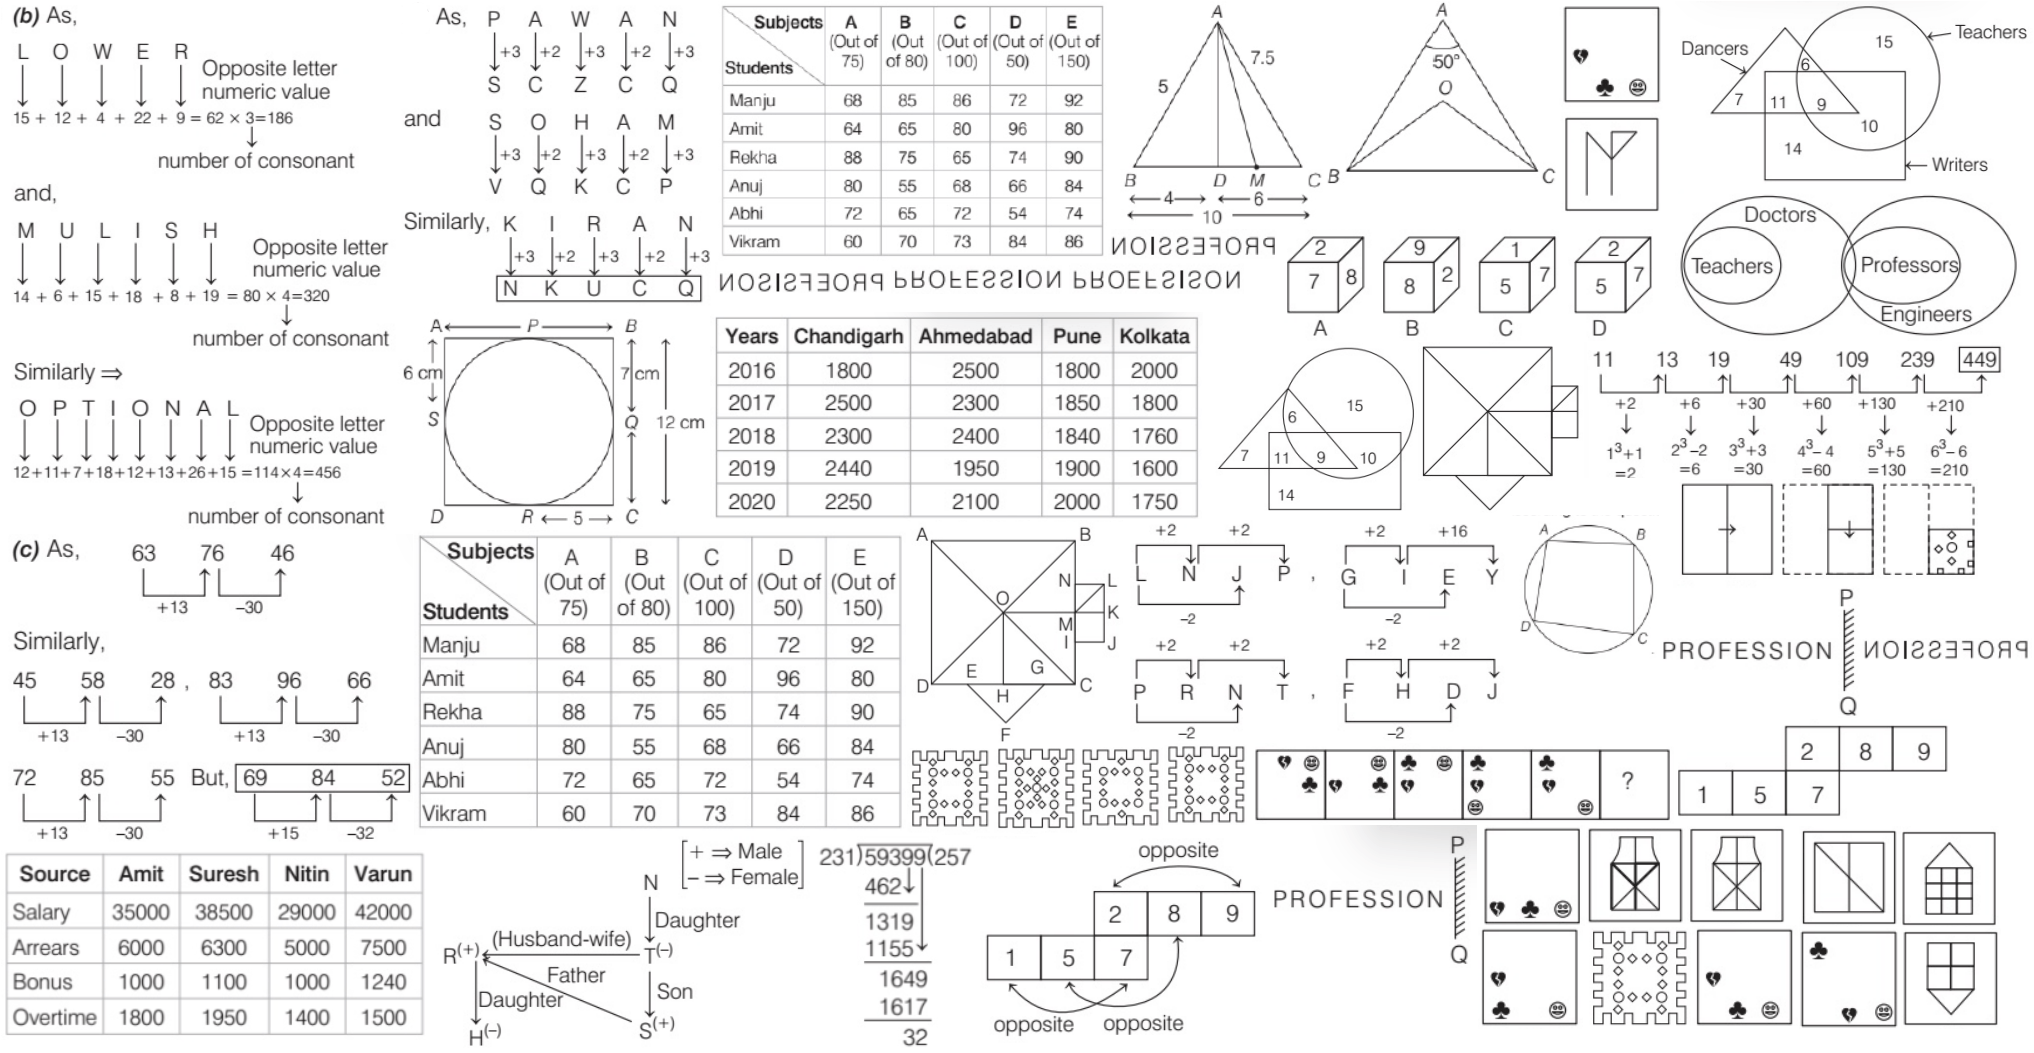 (b) As,
L O W E R
Opposite letter
numeric value
15 + 12 + 4 + 22 + 9 = 62 × 3=186
number of consonant
and,
M U L I S H
Opposite letter
numeric value
14 + 6 + 15 + 18 + 8 + 19 = 80 × 4=320
number of consonant
Similarly ⇒
O P T I O N A L
Opposite letter
numeric value
12+11+7+18+12+13+26+15 =114×4=456
number of consonant
(c) As,
63 76 46
+13 −30
Similarly,
45 58 28 , 83 96 66
+13 −30 +13 −30
72 85 55 But, 69 84 52
+13 −30 +15 −32
Source Amit Suresh Nitin Varun
Salary 35000 38500 29000 42000
Arrears 6000 6300 5000 7500
Bonus 1000 1100 1000 1240
Overtime 1800 1950 1400 1500
As, P A W A N
+3 +2 +3 +2 +3
S C Z C Q
and
S O H A M
+3 +2 +3 +2 +3
V Q K C P
Similarly, K I R A N
+3 +2 +3 +2 +3
N K U C Q
A P B
6 cm 7 cm
S Q 12 cm
D R 5 C
Subjects A B C D E
(Out of 75) (Out of 80) (Out of 100) (Out of 50) (Out of 150)
Students
Manju 68 85 86 72 92
Amit 64 65 80 96 80
Rekha 88 75 65 74 90
Anuj 80 55 68 66 84
Abhi 72 65 72 54 74
Vikram 60 70 73 84 86
PROFESSION
PROEFSISON PROFESSION PROEFSISON
Years Chandigarh Ahmedabad Pune Kolkata
2016 1800 2500 1800 2000
2017 2500 2300 1850 1800
2018 2300 2400 1840 1760
2019 2440 1950 1900 1600
2020 2250 2100 2000 1750
Subjects A B C D E
(Out of 75) (Out of 80) (Out of 100) (Out of 50) (Out of 150)
Students
Manju 68 85 86 72 92
Amit 64 65 80 96 80
Rekha 88 75 65 74 90
Anuj 80 55 68 66 84
Abhi 72 65 72 54 74
Vikram 60 70 73 84 86
+ ⇒ Male
− ⇒ Female
N
Daughter
(Husband-wife)
R(+) T(−)
Father
Daughter Son
H(−) S(+)
231)59399(257
462
1319
1155
1649
1617
32
A
5 7.5
B D M C
4 6
10
A
50°
O
B C
Dancers Teachers
15
6
7 11 9
10
14
Writers
Doctors
Teachers Professors
Engineers
2 9 1 2
7 8 8 2 5 7 5 7
A B C D
15
6
7 11 9 10
14
11 13 19 49 109 239 449
+2 +6 +30 +60 +130 +210
1³+1 2³−2 3³+3 4³−4 5³+5 6³−6
=2 =6 =30 =60 =130 =210
A B
N L
O K
M
I J
E G
D H C
F
+2 +2 +2 +16
L N J P , G I E Y
−2 −2
+2 +2 +2 +2
P R N T , F H D J
−2 −2
A B
D C
P
PROFESSION PROFESSION
Q
2 8 9
1 5 7
?
opposite
2 8 9
1 5 7
opposite opposite
P
PROFESSION
Q